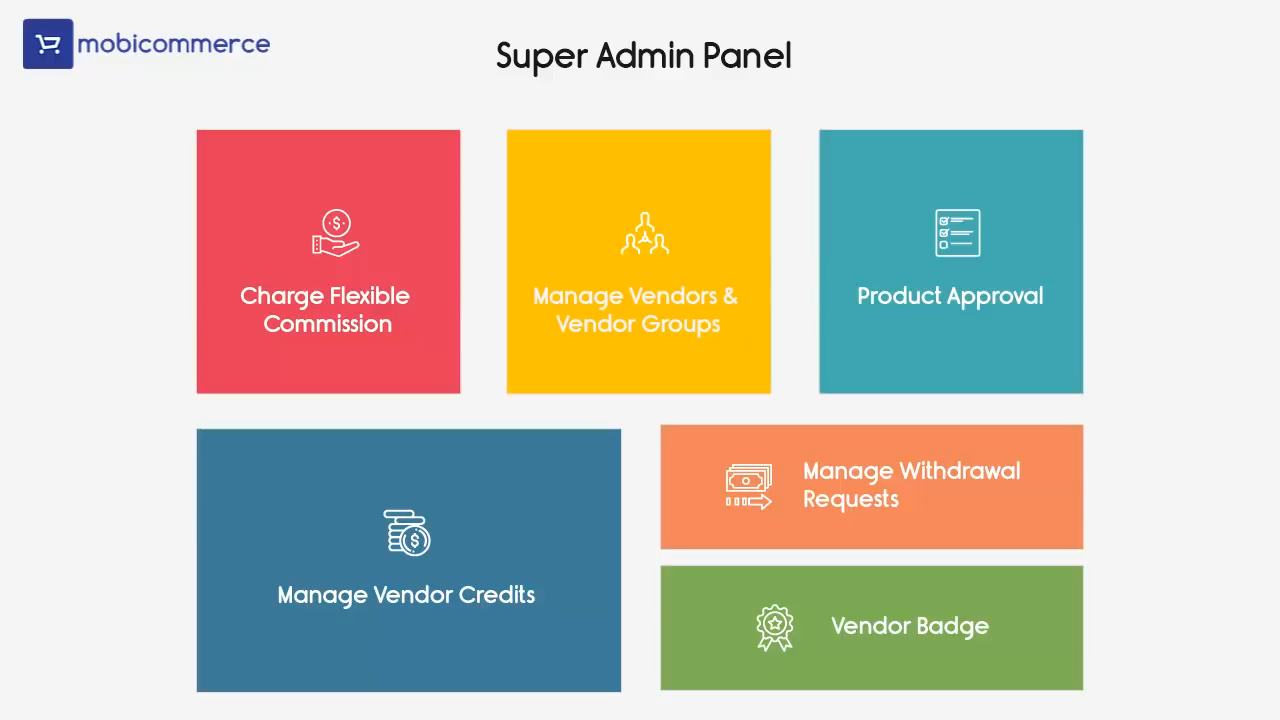 mobicommerce
Super Admin Panel
Charge Flexible
Commission
Manage Vendors &
Vendor Groups
Product Approval
Manage Vendor Credits
Manage Withdrawal
Requests
Vendor Badge